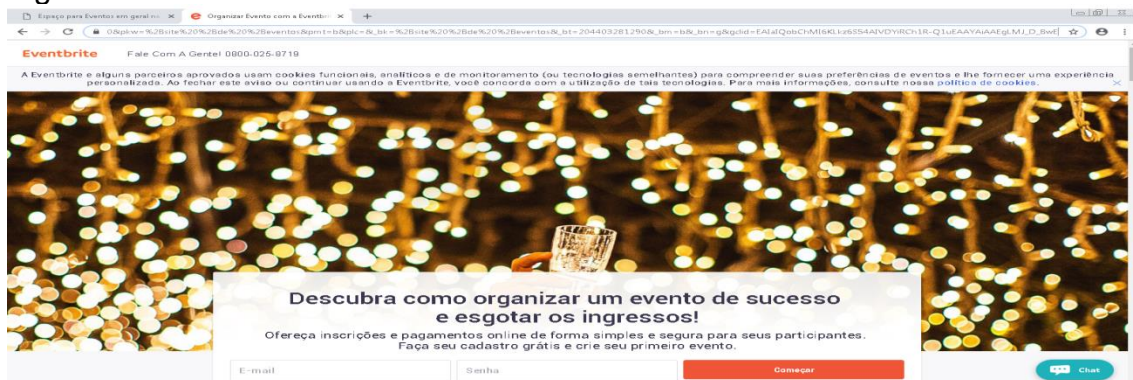 Espaço para Eventos em geral no
Organizar Evento com a Eventbri
Eventbrite
Fale Com A Gente! 0800-025-8719
A Eventbrite e alguns parceiros aprovados usam cookies funcionais, analíticos e de monitoramento (ou tecnologias semelhantes) para compreender suas preferências de eventos e lhe fornecer uma experiência
personalizada. Ao fechar este aviso ou continuar usando a Eventbrite, você concorda com a utilização de tais tecnologias. Para mais informações, consulte nossa política de cookies.
Descubra como organizar um evento de sucesso
e esgotar os ingressos!
Ofereça inscrições e pagamentos online de forma simples e segura para seus participantes.
Faça seu cadastro grátis e crie seu primeiro evento.
E-mail
Senha
Começar
Chat